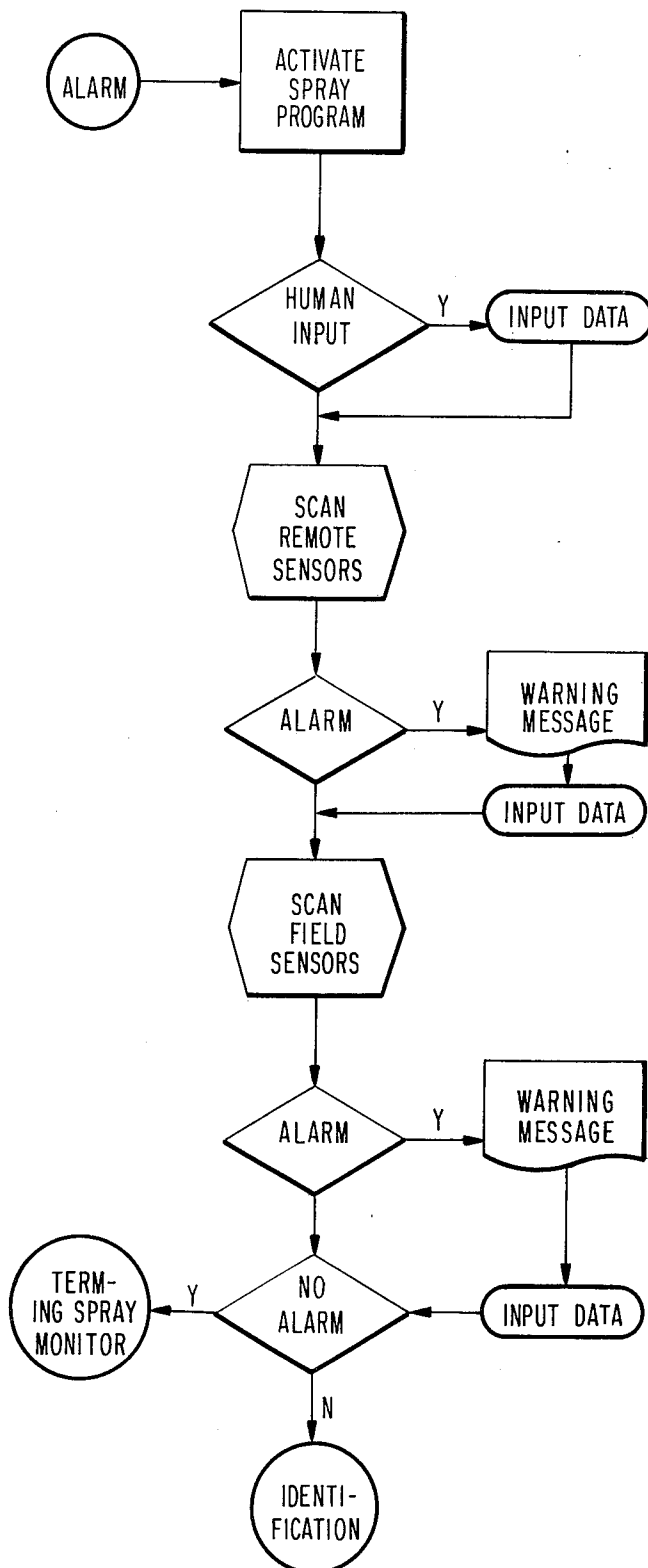 ALARM
ACTIVATE
SPRAY
PROGRAM
HUMAN
INPUT
Y
INPUT DATA
SCAN
REMOTE
SENSORS
ALARM
Y
WARNING
MESSAGE
INPUT DATA
SCAN
FIELD
SENSORS
ALARM
Y
WARNING
MESSAGE
TERM-
ING SPRAY
MONITOR
Y
NO
ALARM
INPUT DATA
N
IDENTI-
FICATION